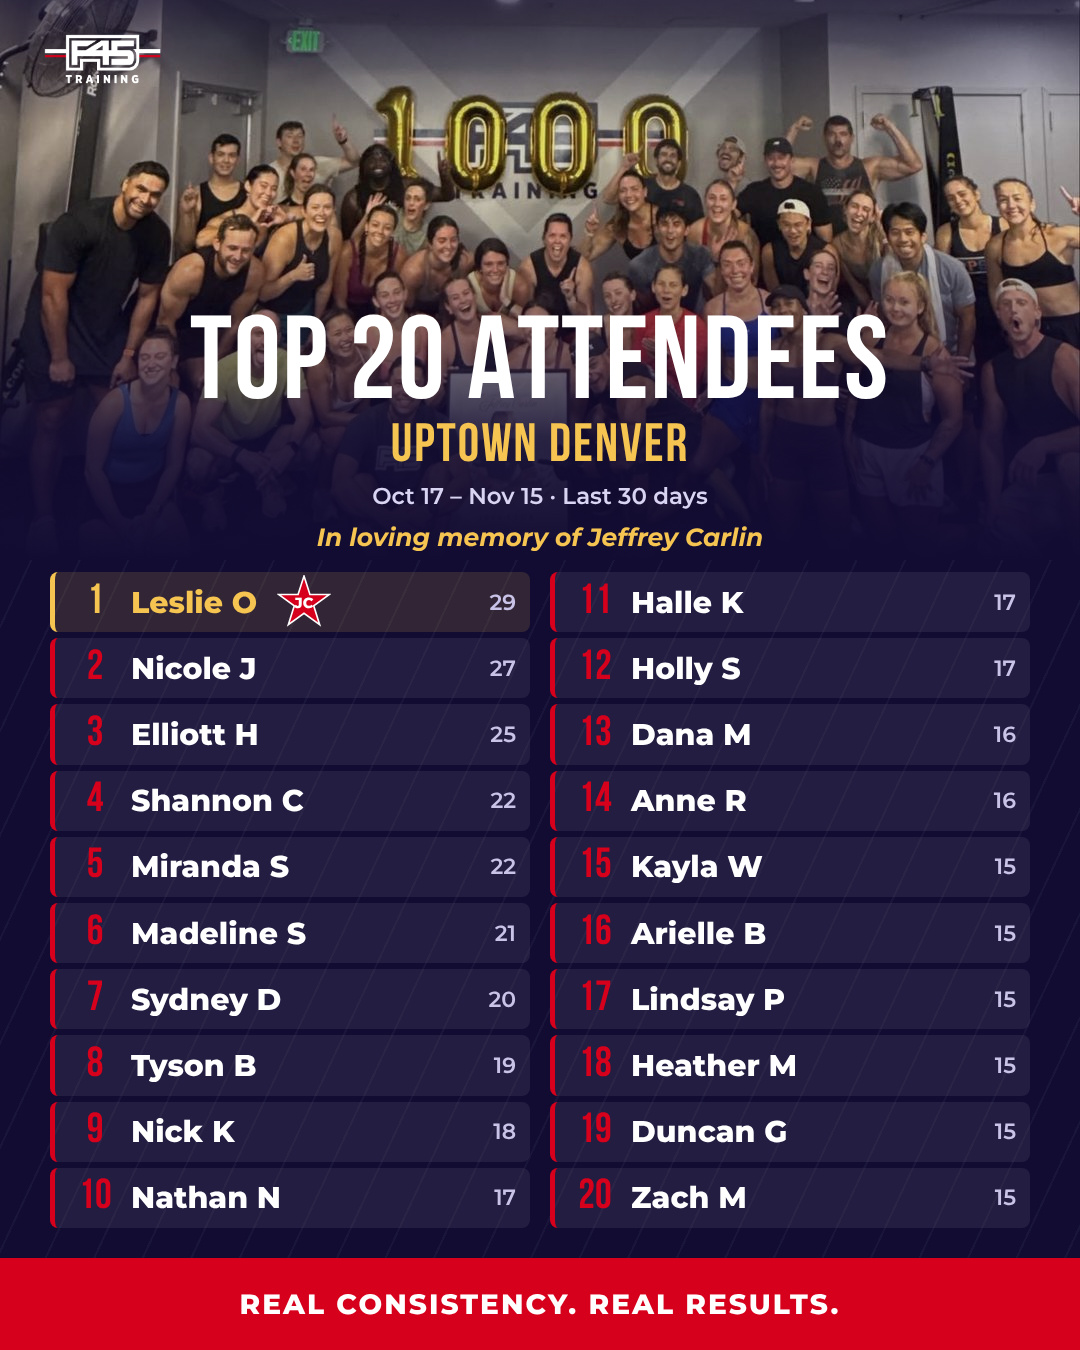 F45
TRAINING
EXIT
1000
F45
TRAINING
TOP 20 ATTENDEES
UPTOWN DENVER
Oct 17 – Nov 15 · Last 30 days
In loving memory of Jeffrey Carlin
1 Leslie O JC 29
2 Nicole J 27
3 Elliott H 25
4 Shannon C 22
5 Miranda S 22
6 Madeline S 21
7 Sydney D 20
8 Tyson B 19
9 Nick K 18
10 Nathan N 17
11 Halle K 17
12 Holly S 17
13 Dana M 16
14 Anne R 16
15 Kayla W 15
16 Arielle B 15
17 Lindsay P 15
18 Heather M 15
19 Duncan G 15
20 Zach M 15
REAL CONSISTENCY. REAL RESULTS.